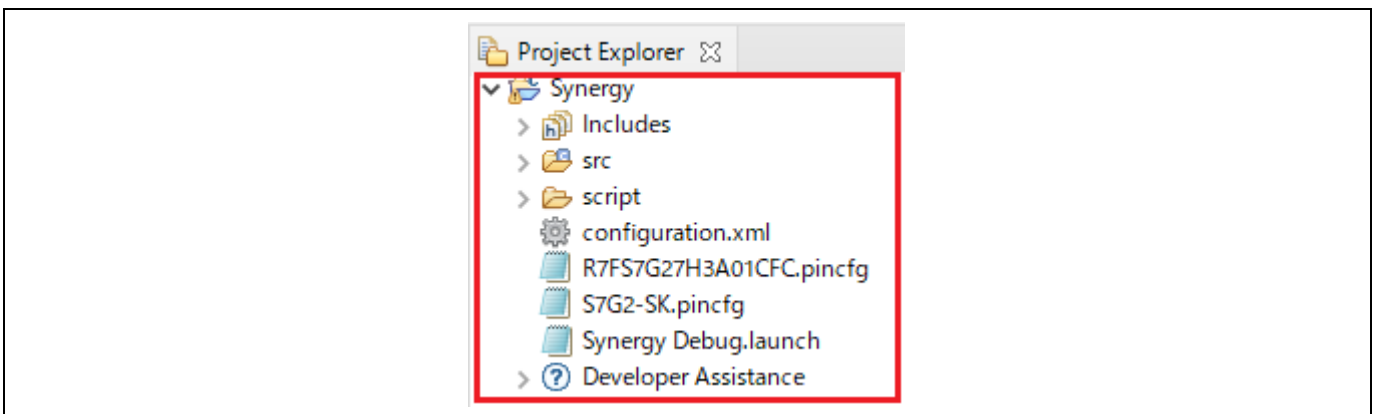 Project Explorer
Synergy
Includes
src
script
configuration.xml
R7FS7G27H3A01CFC.pincfg
S7G2-SK.pincfg
Synergy Debug.launch
Developer Assistance